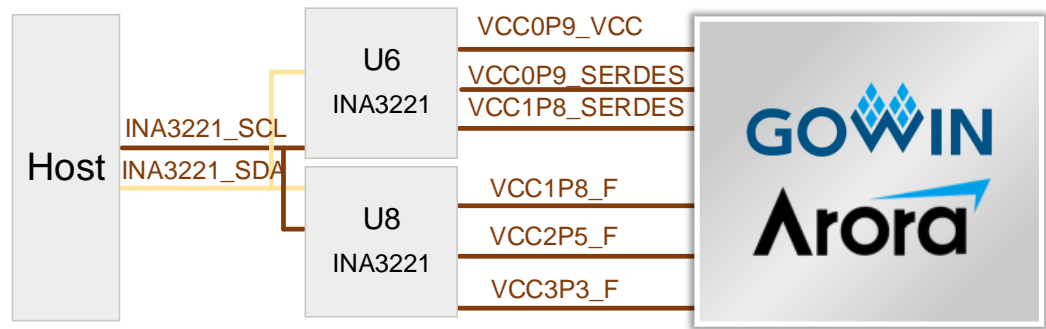 Host
INA3221_SCL
INA3221_SDA
U6
INA3221
U8
INA3221
VCC0P9_VCC
VCC0P9_SERDES
VCC1P8_SERDES
VCC1P8_F
VCC2P5_F
VCC3P3_F
GOWIN
Arora